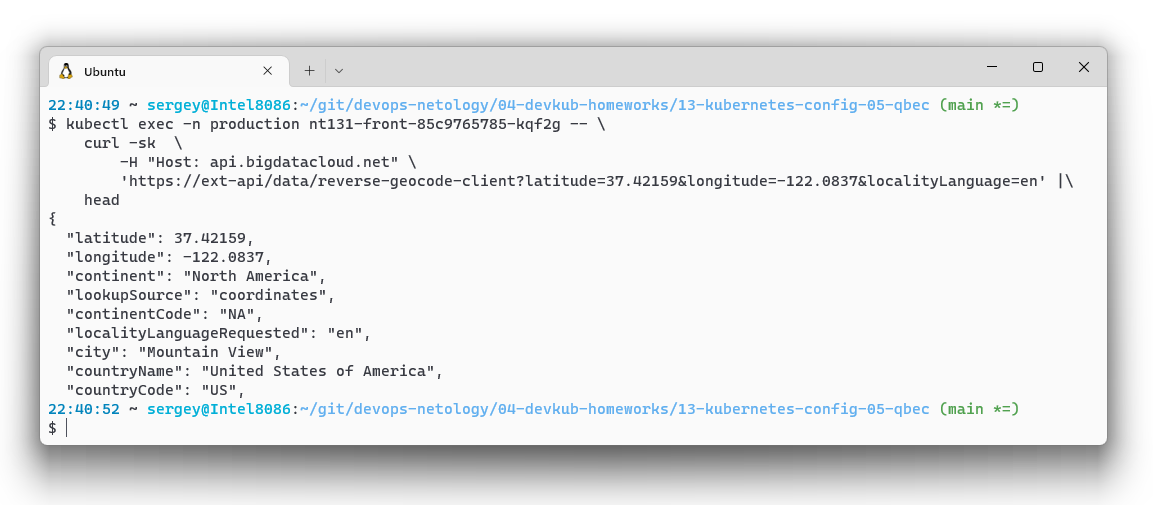 Ubuntu
22:40:49 ~ sergey@Intel8086:~/git/devops-netology/04-devkub-homeworks/13-kubernetes-config-05-qbec (main *=)
$ kubectl exec -n production nt131-front-85c9765785-kqf2g -- \
    curl -sk  \
        -H "Host: api.bigdatacloud.net" \
        'https://ext-api/data/reverse-geocode-client?latitude=37.42159&longitude=-122.0837&localityLanguage=en' |\
    head
{
  "latitude": 37.42159,
  "longitude": -122.0837,
  "continent": "North America",
  "lookupSource": "coordinates",
  "continentCode": "NA",
  "localityLanguageRequested": "en",
  "city": "Mountain View",
  "countryName": "United States of America",
  "countryCode": "US",
22:40:52 ~ sergey@Intel8086:~/git/devops-netology/04-devkub-homeworks/13-kubernetes-config-05-qbec (main *=)
$